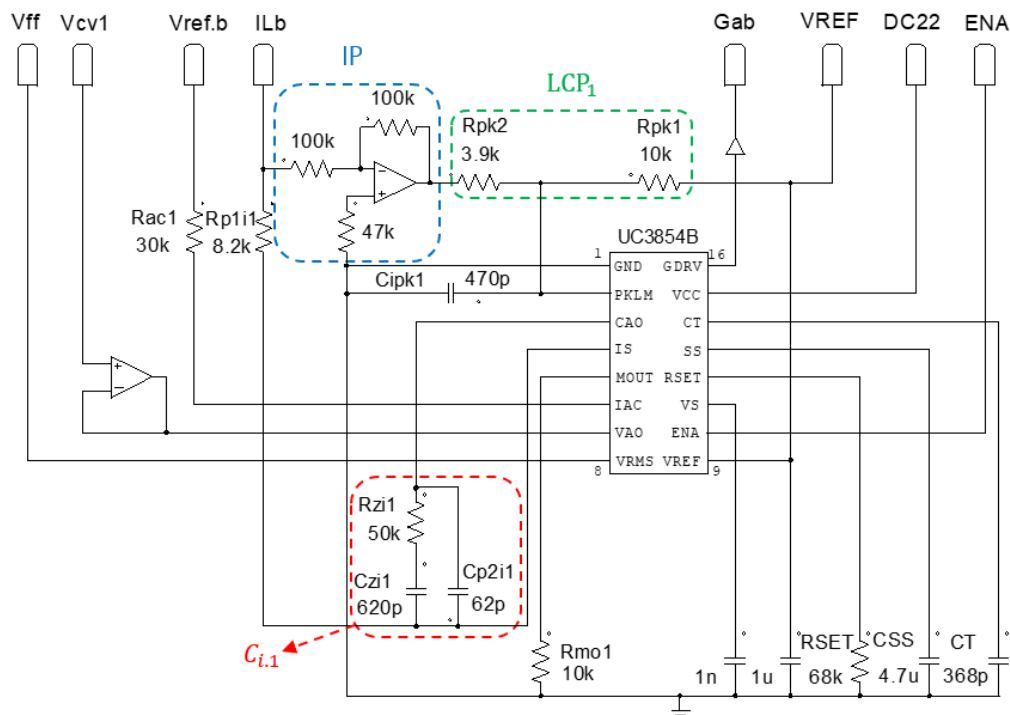 Vff Vcv1 Vref.b ILb Gab VREF DC22 ENA
IP
LCP₁
100k
Rpk2 Rpk1
3.9k 10k
100k
Rac1 Rp1i1
30k 8.2k
47k
UC3854B
1 16
GND GDRV
Cipk1 470p
PKLM VCC
CAO CT
IS SS
MOUT RSET
IAC VS
VAO ENA
VRMS VREF
8 9
Rzi1
50k
Czi1 Cp2i1
620p 62p
C_{i.1}
Rmo1
10k
1n 1u
RSET CSS CT
68k 4.7u 368p